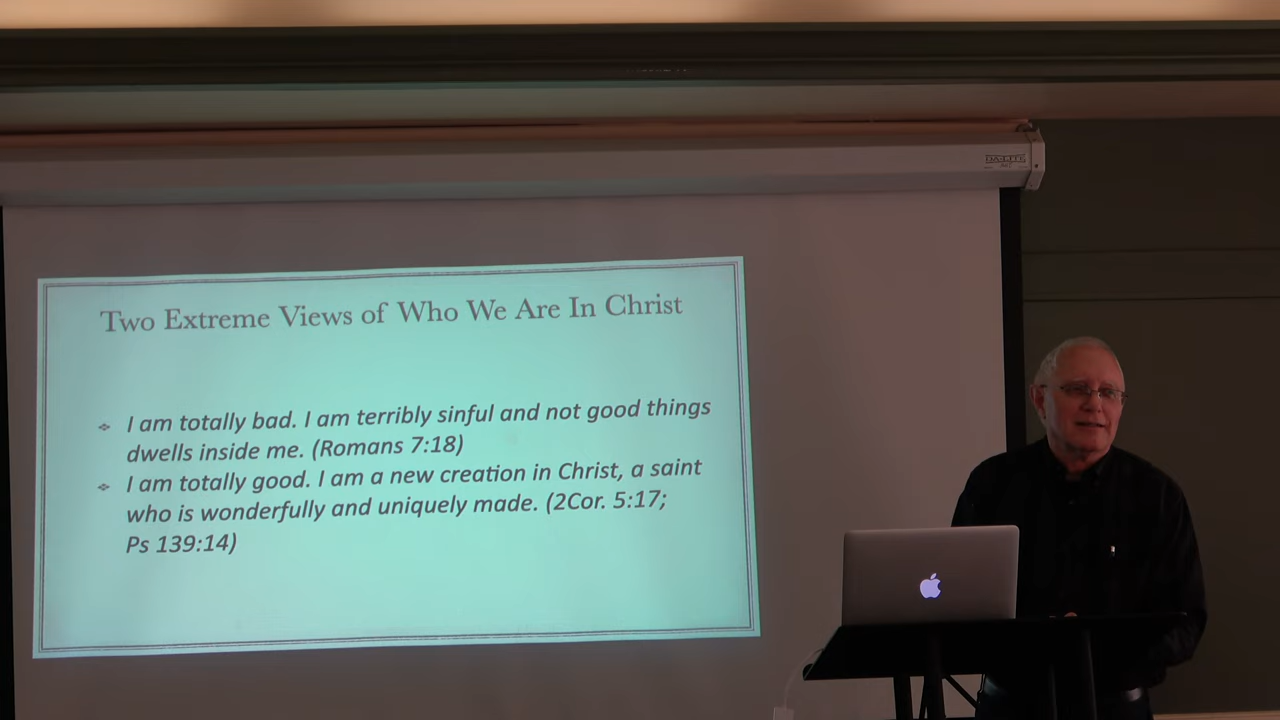 DA-LITE
Two Extreme Views of Who We Are In Christ
I am totally bad. I am terribly sinful and not good things
dwells inside me. (Romans 7:18)
I am totally good. I am a new creation in Christ, a saint
who is wonderfully and uniquely made. (2Cor. 5:17;
Ps 139:14)